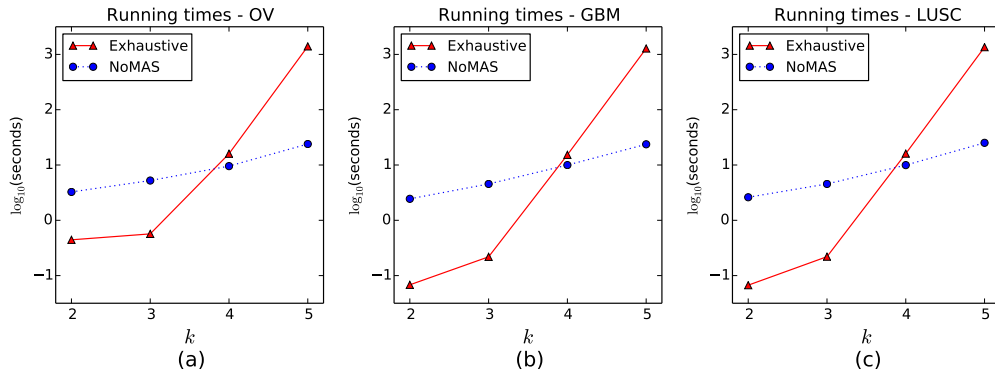 Running times - OV
Exhaustive
NoMAS
log10(seconds)
3
2
1
0
−1
2 3 4 5
k
(a)
Running times - GBM
Exhaustive
NoMAS
log10(seconds)
3
2
1
0
−1
2 3 4 5
k
(b)
Running times - LUSC
Exhaustive
NoMAS
log10(seconds)
3
2
1
0
−1
2 3 4 5
k
(c)